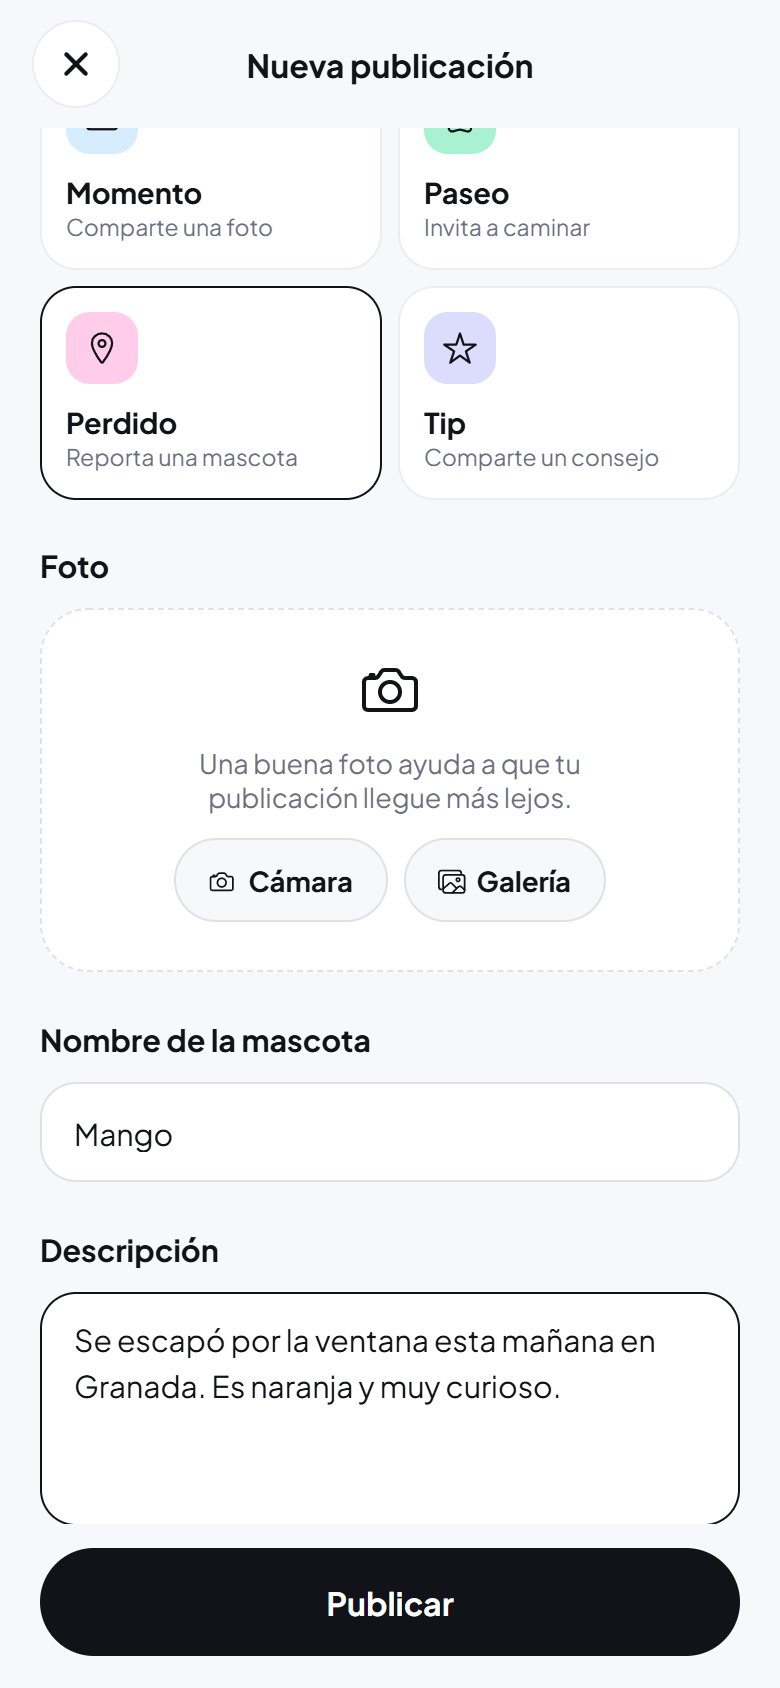 Nueva publicación
Momento
Comparte una foto
Paseo
Invita a caminar
Perdido
Reporta una mascota
Tip
Comparte un consejo
Foto
Una buena foto ayuda a que tu
publicación llegue más lejos.
Cámara
Galería
Nombre de la mascota
Mango
Descripción
Se escapó por la ventana esta mañana en
Granada. Es naranja y muy curioso.
Publicar